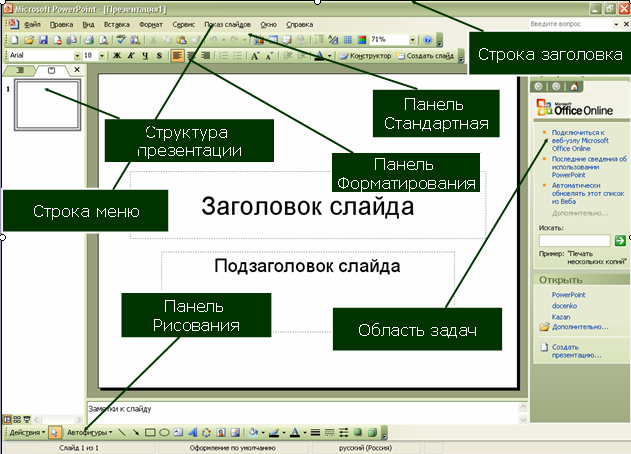 Microsoft PowerPoint - [Презентация1]
Файл Правка Вид Вставка Формат Сервис Показ слайдов Окно Справка
Введите вопрос
71%
Строка заголовка
Arial 18 Ж К Ч S
Конструктор Создать слайд
1
Панель
Стандартная
Microsoft
Office Online
Структура
презентации
Подключиться к
веб-узлу Microsoft
Office Online
Последние сведения об
использовании
PowerPoint
Автоматически
обновлять этот список
из Веба
Дополнительно...
Панель
Форматирования
Строка меню
Заголовок слайда
Искать:
Пример: "Печать
нескольких копий"
Подзаголовок слайда
Открыть
PowerPoint
docenko
Kazan
Дополнительно...
Создать
презентацию...
Панель
Рисования
Область задач
Заметки к слайду
Действия Автофигуры
Слайд 1 из 1 Оформление по умолчанию русский (Россия)